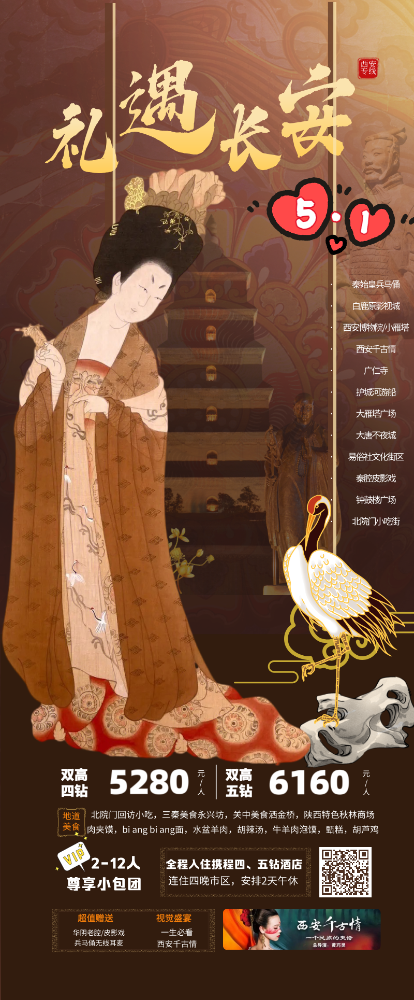 西安
专线
礼遇长安
5·1
秦始皇兵马俑
白鹿原影视城
西安博物院/小雁塔
西安千古情
广仁寺
护城河游船
大雁塔广场
大唐不夜城
易俗社文化街区
秦腔皮影戏
钟鼓楼广场
北院门小吃街
双高
四钻
5280
元/人
双高
五钻
6160
元/人
地道
美食
北院门回访小吃，三秦美食永兴坊，关中美食洒金桥，陕西特色秋林商场
肉夹馍，bi ang bi ang面，水盆羊肉，胡辣汤，牛羊肉泡馍，甄糕，胡芦鸡
VIP
2-12人
尊享小包团
全程入住携程四、五钻酒店
连住四晚市区，安排2天午休
超值赠送
华阴老腔/皮影戏
兵马俑无线耳麦
视觉盛宴
一生必看
西安千古情
西安千古情
一个民族的史诗
总导演：黄巧灵